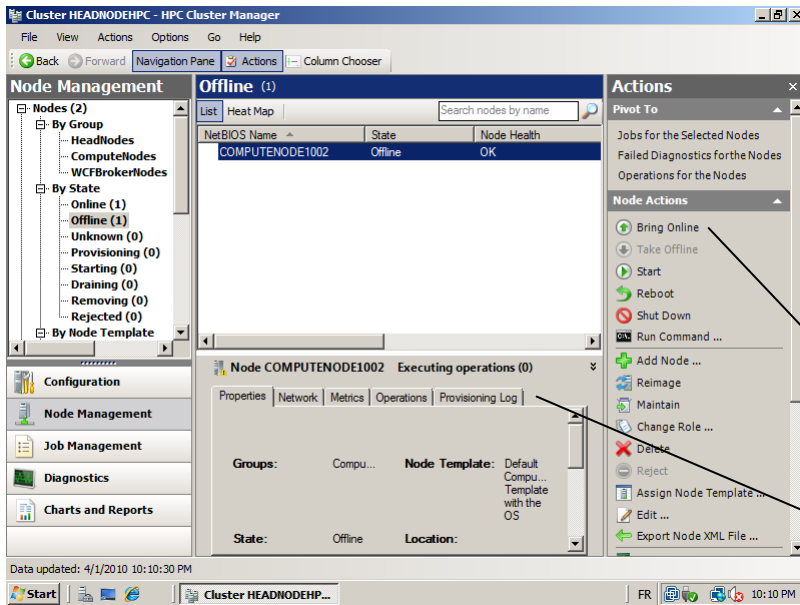 Cluster HEADNODEHPC - HPC Cluster Manager
File View Actions Options Go Help
Back Forward Navigation Pane Actions Column Chooser
Node Management
Nodes (2)
By Group
HeadNodes
ComputeNodes
WCFBrokerNodes
By State
Online (1)
Offline (1)
Unknown (0)
Provisioning (0)
Starting (0)
Draining (0)
Removing (0)
Rejected (0)
By Node Template
Configuration
Node Management
Job Management
Diagnostics
Charts and Reports
Offline (1)
List Heat Map Search nodes by name
NetBIOS Name State Node Health
COMPUTENODE1002 Offline OK
Node COMPUTENODE1002 Executing operations (0)
Properties Network Metrics Operations Provisioning Log
Groups: Compu... Node Template: Default
Compu...
Template
with the
OS
State: Offline Location:
Actions
Pivot To
Jobs for the Selected Nodes
Failed Diagnostics forthe Nodes
Operations for the Nodes
Node Actions
Bring Online
Take Offline
Start
Reboot
Shut Down
Run Command ...
Add Node ...
Reimage
Maintain
Change Role ...
Delete
Reject
Assign Node Template ...
Edit ...
Export Node XML File ...
Data updated: 4/1/2010 10:10:30 PM
Start Cluster HEADNODEHP... FR 10:10 PM